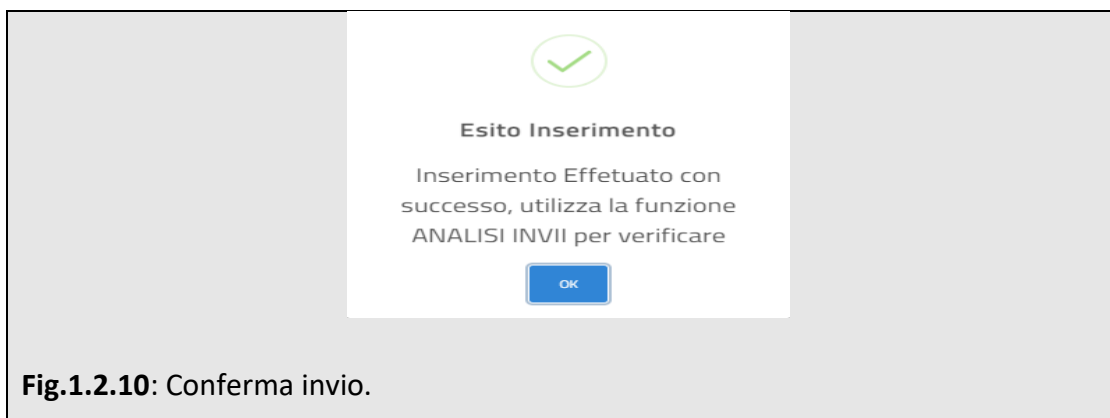 Esito Inserimento
Inserimento Effetuato con
successo, utilizza la funzione
ANALISI INVII per verificare
OK
Fig.1.2.10: Conferma invio.